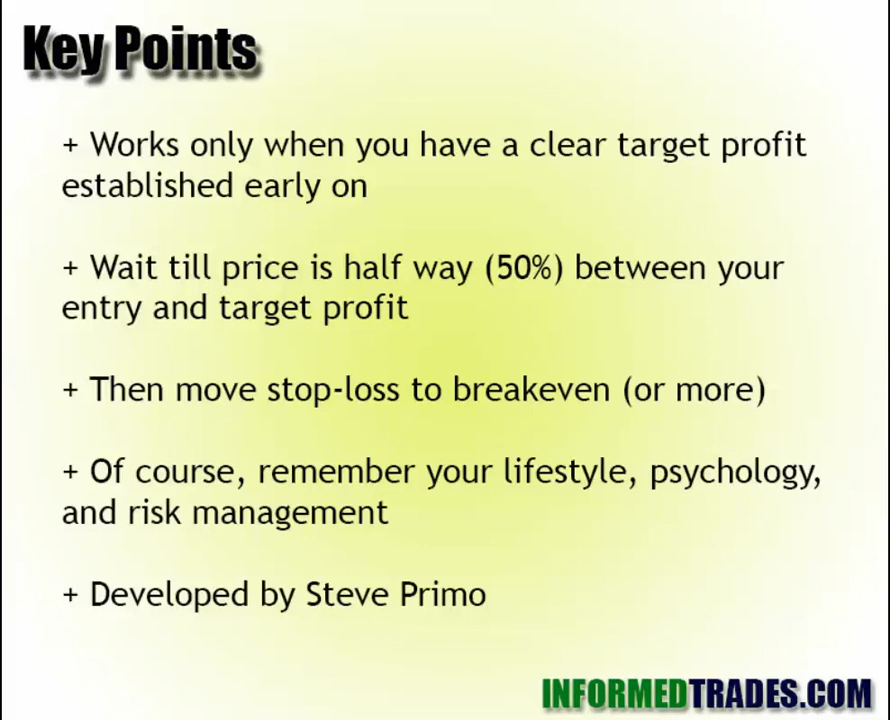 Key Points
+ Works only when you have a clear target profit
established early on
+ Wait till price is half way (50%) between your
entry and target profit
+ Then move stop-loss to breakeven (or more)
+ Of course, remember your lifestyle, psychology,
and risk management
+ Developed by Steve Primo
INFORMEDTRADES.COM